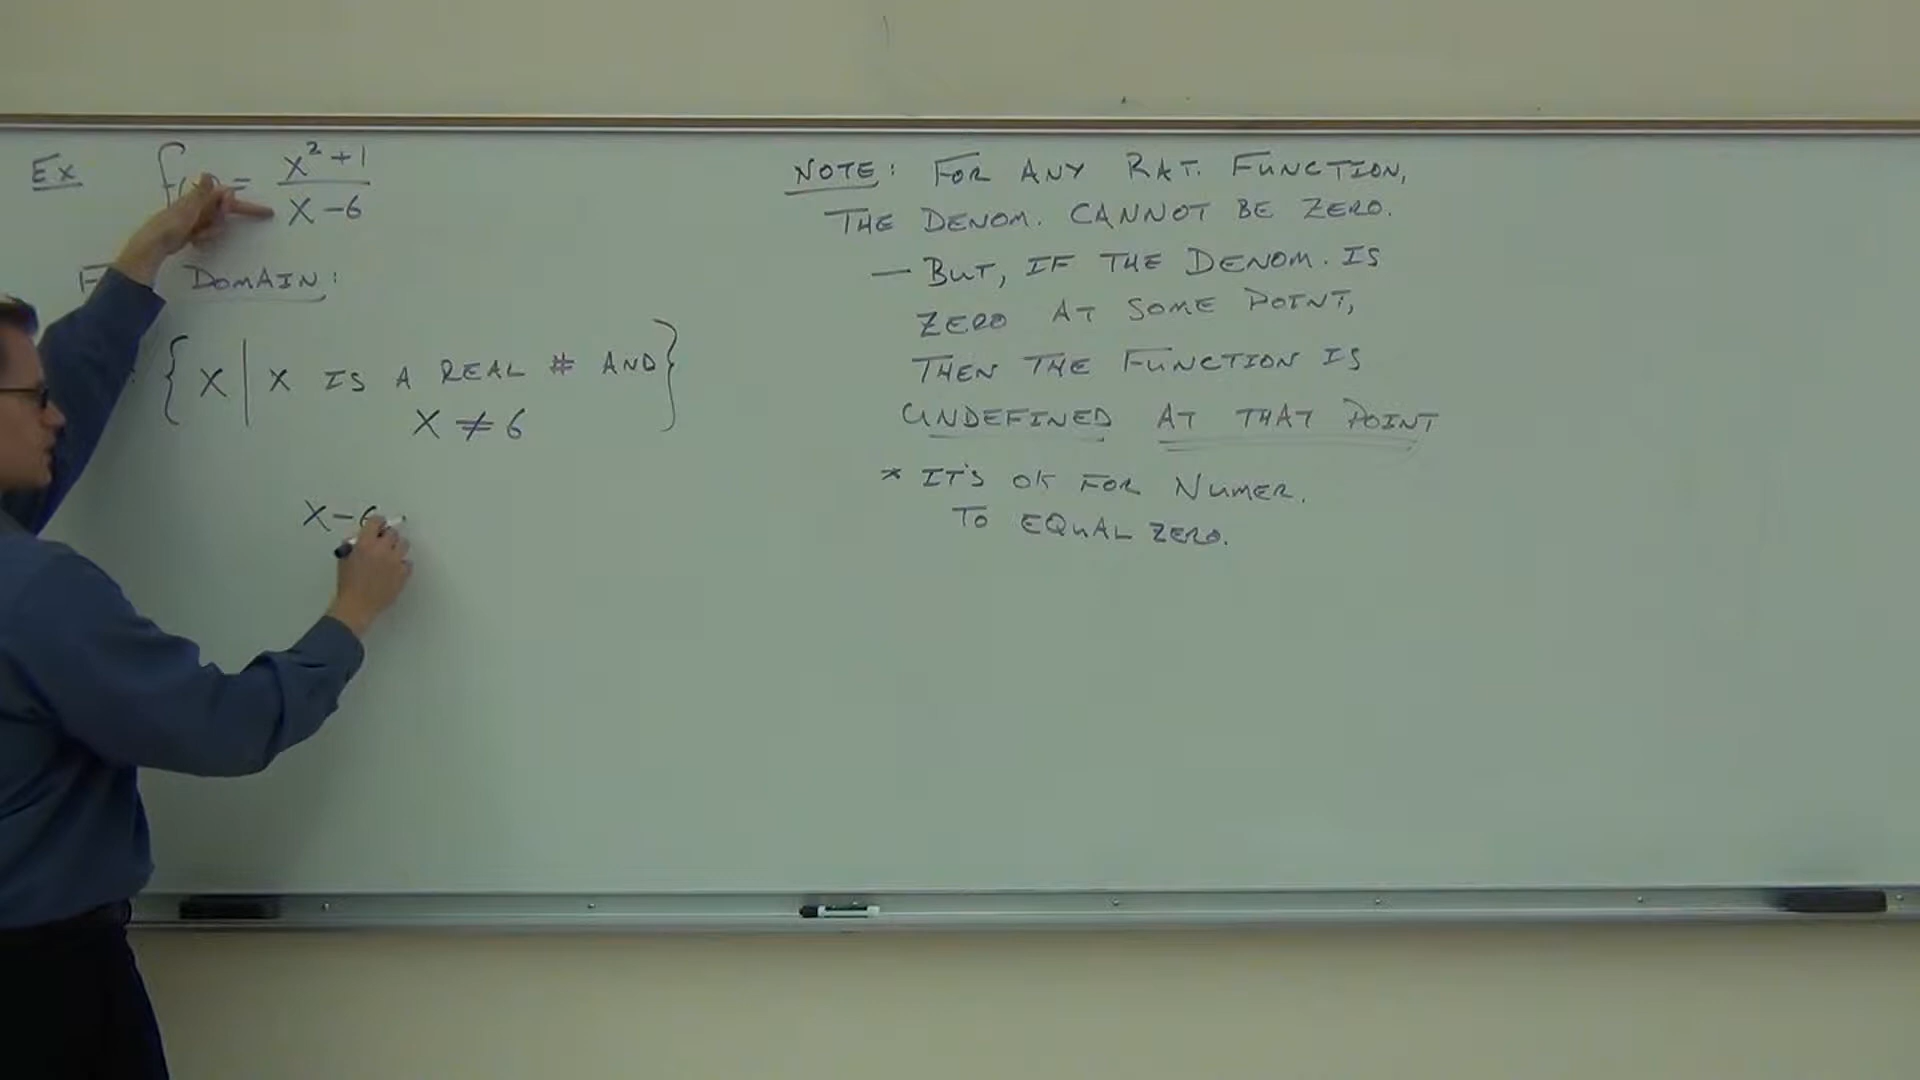 Ex
x² + 1
x - 6
DOMAIN:
{ x | x IS A REAL # AND }
x ≠ 6
x - 6
NOTE: FOR ANY RAT. FUNCTION,
THE DENOM. CANNOT BE ZERO.
— BUT, IF THE DENOM. IS
ZERO AT SOME POINT,
THEN THE FUNCTION IS
UNDEFINED AT THAT POINT
* IT'S OK FOR NUMER.
TO EQUAL ZERO.